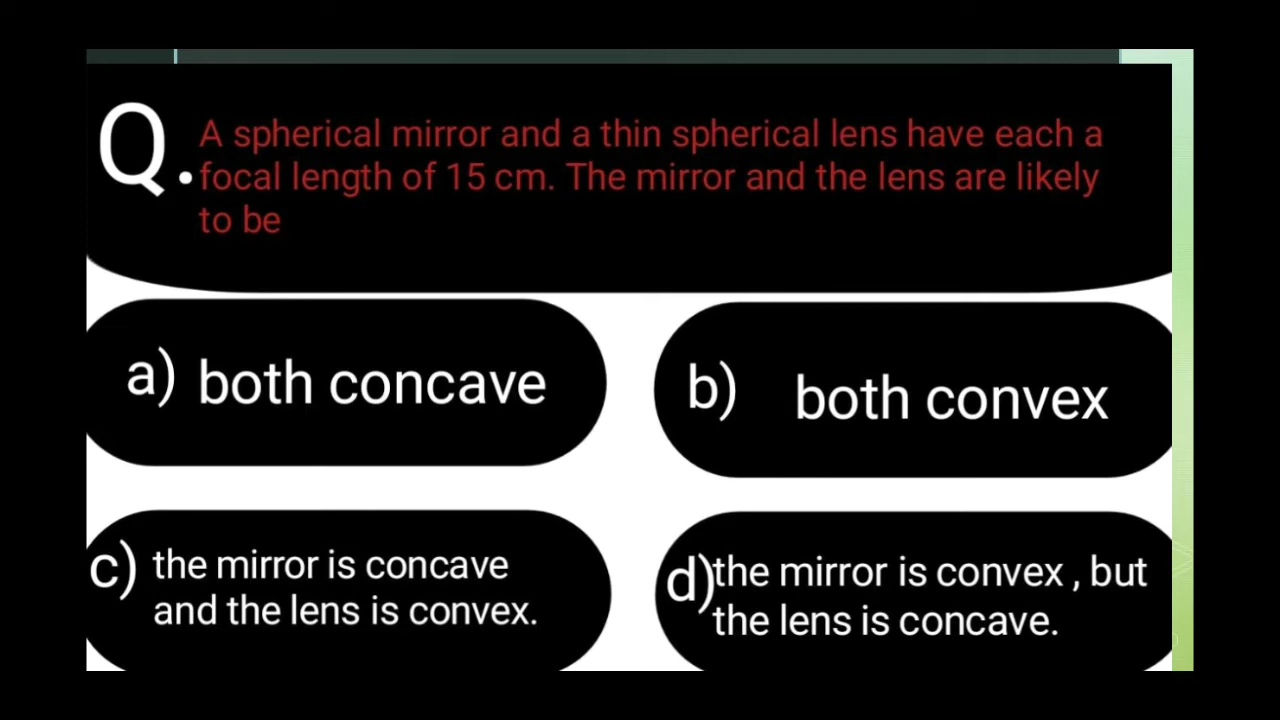 Q. A spherical mirror and a thin spherical lens have each a
focal length of 15 cm. The mirror and the lens are likely
to be
a) both concave
b) both convex
c) the mirror is concave
and the lens is convex.
d) the mirror is convex , but
the lens is concave.